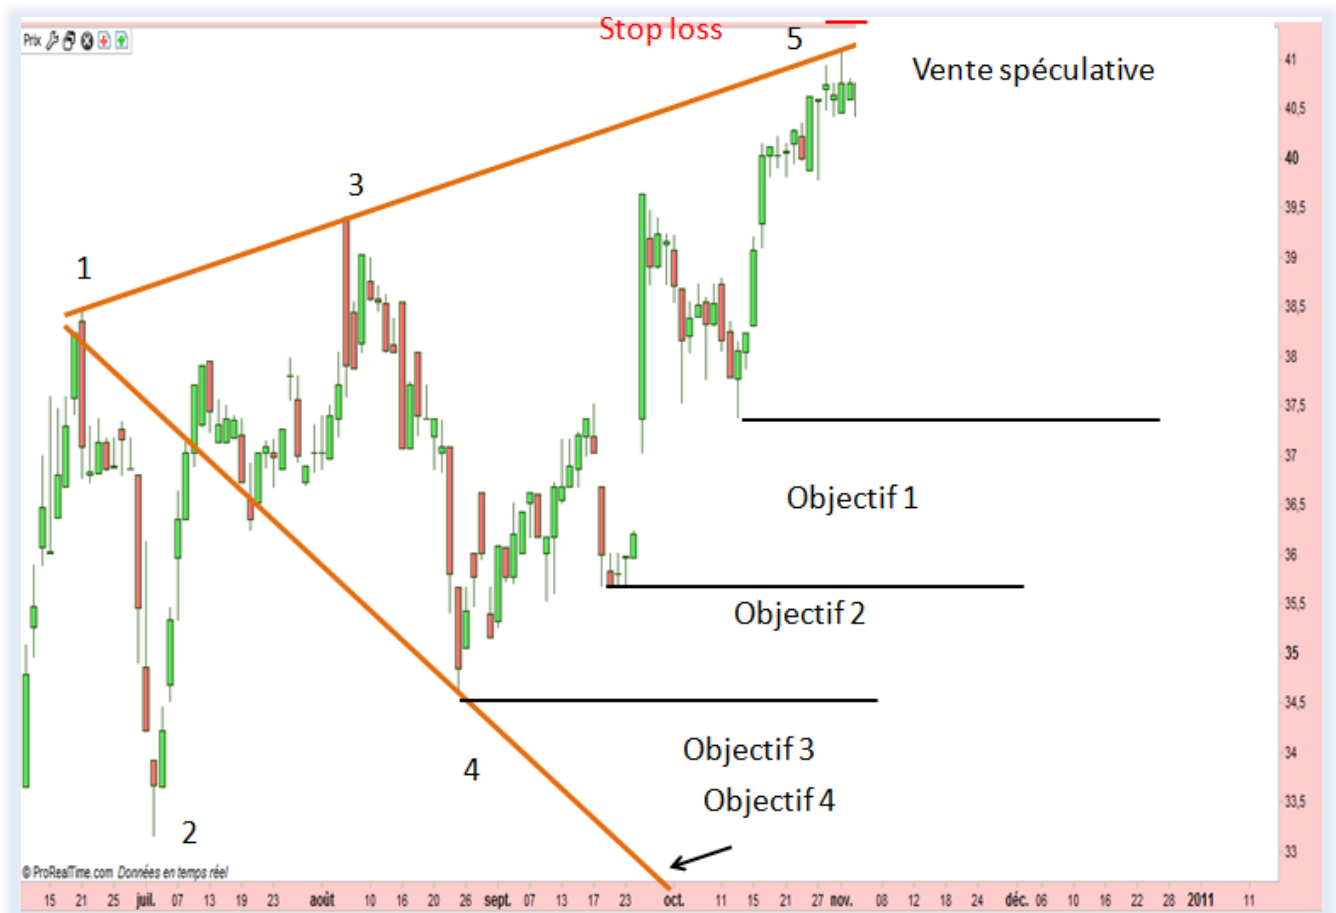 Stop loss
Prix
5
Vente spéculative
41
40,5
3
40
39,5
1
39
38,5
38
37,5
37
Objectif 1
36,5
36
Objectif 2
35,5
35
34,5
Objectif 3
4
34
Objectif 4
33,5
2
33
© ProRealTime.com Données en temps réel
15 21 25 juil. 07 13 19 23 août 10 16 20 26 sept. 07 13 17 23 oct. 11 15 21 27 nov. 08 12 18 24 déc. 06 10 16 22 28 2011 11